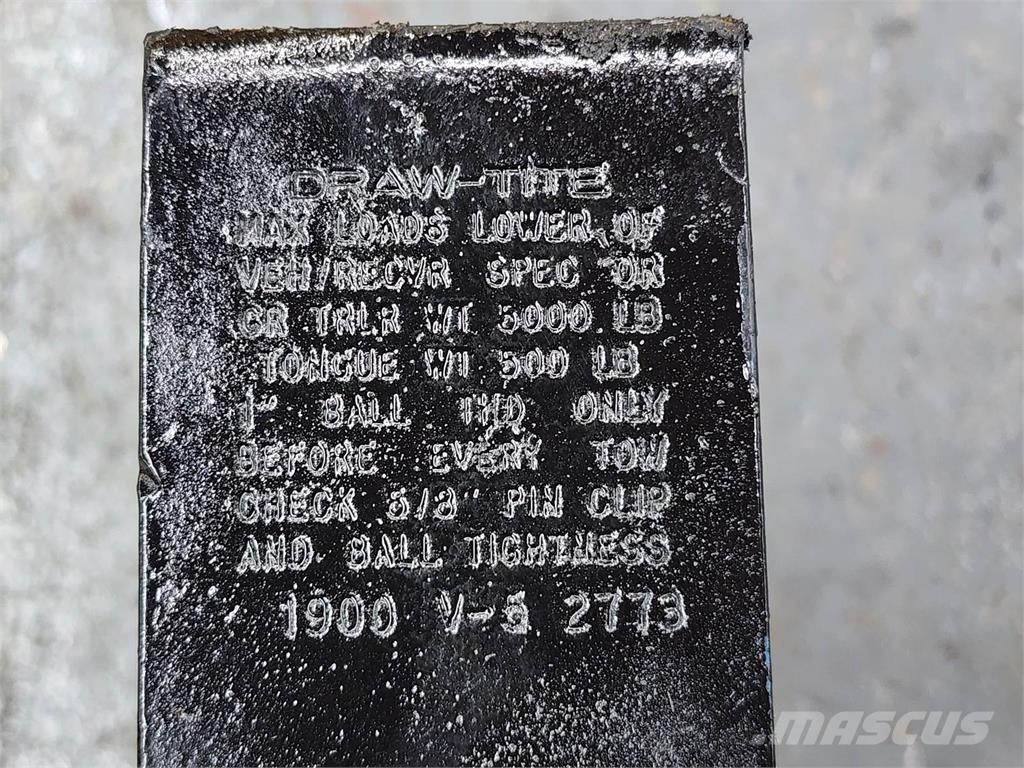 DRAW-TITE
MAX LOADS LOWER OF
VEH/RECVR SPEC OR
GR TRLR WT 5000 LB
TONGUE WT 500 LB
1" BALL THD ONLY
BEFORE EVERY TOW
CHECK 5/8" PIN CLIP
AND BALL TIGHTNESS
1900 V-5 2773
MASCUS